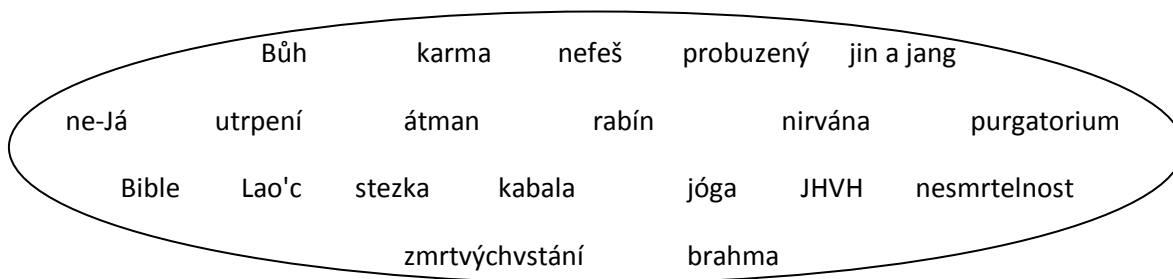 Bůh karma nefeš probuzený jin a jang
ne-Já utrpení átman rabín nirvána purgatorium
Bible Lao'c stezka kabala jóga JHVH nesmrtelnost
zmrtvýchvstání brahma